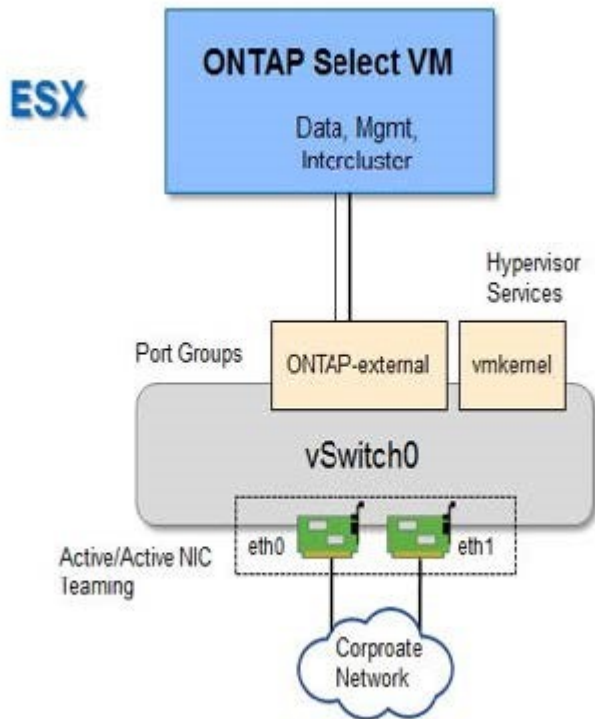 ESX
ONTAP Select VM
Data, Mgmt,
Intercluster
Hypervisor
Services
Port Groups
ONTAP-external
vmkernel
vSwitch0
eth0
eth1
Active/Active NIC
Teaming
Corproate
Network